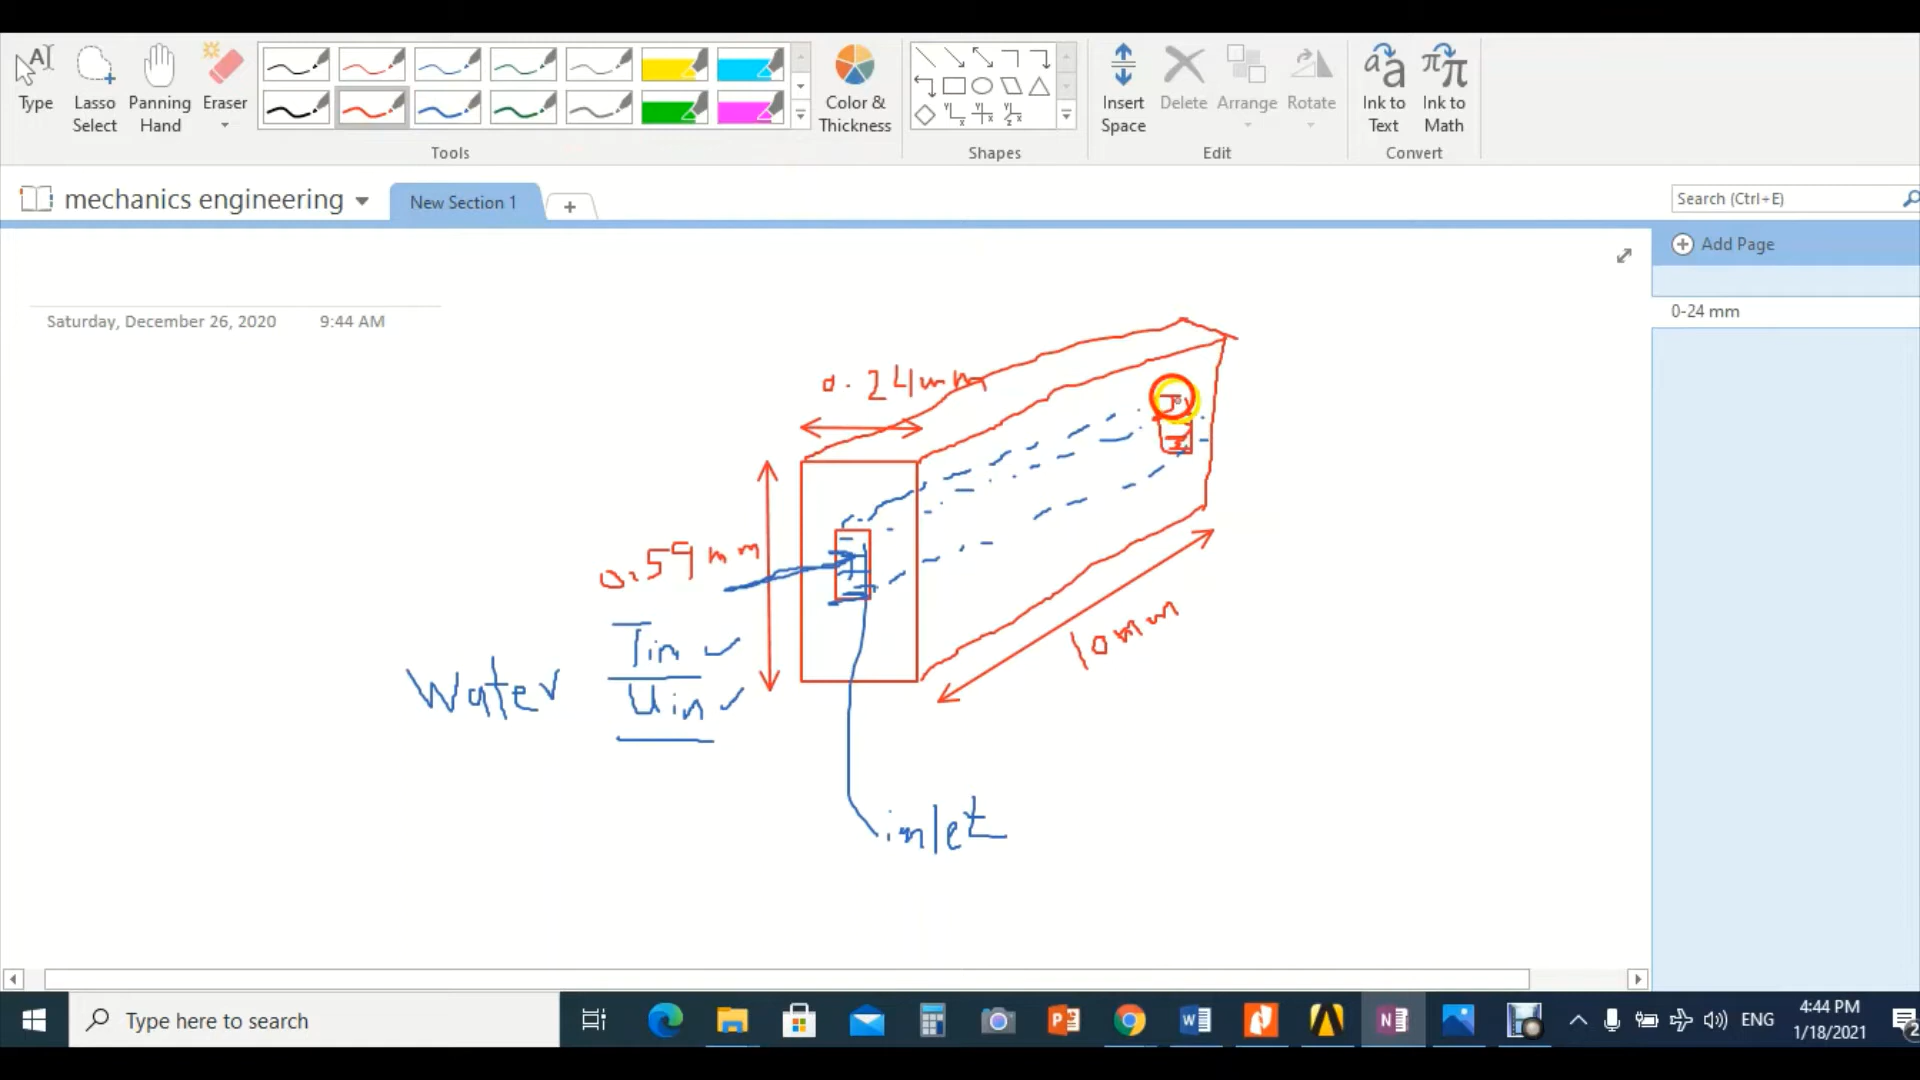 Type
Lasso Select
Panning Hand
Eraser
Color & Thickness
Insert Space
Delete
Arrange
Rotate
Ink to Text
Ink to Math
Tools
Shapes
Edit
Convert
mechanics engineering
New Section 1
Search (Ctrl+E)
Add Page
0-24 mm
Saturday, December 26, 2020
9:44 AM
0.24mm
0.59mm
10mm
Tin ✓
Water
Uin ✓
inlet
Type here to search
ENG
4:44 PM
1/18/2021
2